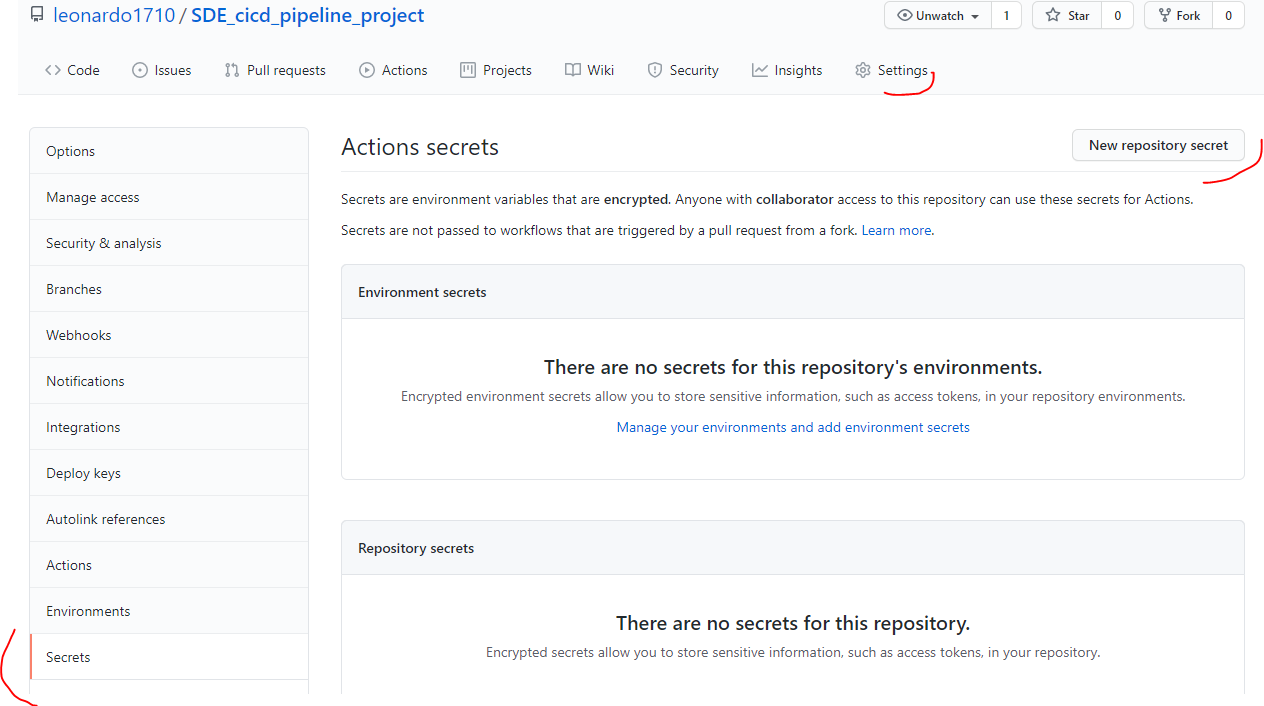 leonardo1710 / SDE_cicd_pipeline_project
Unwatch 1
Star 0
Fork 0
Code
Issues
Pull requests
Actions
Projects
Wiki
Security
Insights
Settings
Options
Manage access
Security & analysis
Branches
Webhooks
Notifications
Integrations
Deploy keys
Autolink references
Actions
Environments
Secrets
Actions secrets
New repository secret
Secrets are environment variables that are encrypted. Anyone with collaborator access to this repository can use these secrets for Actions.
Secrets are not passed to workflows that are triggered by a pull request from a fork. Learn more.
Environment secrets
There are no secrets for this repository's environments.
Encrypted environment secrets allow you to store sensitive information, such as access tokens, in your repository environments.
Manage your environments and add environment secrets
Repository secrets
There are no secrets for this repository.
Encrypted secrets allow you to store sensitive information, such as access tokens, in your repository.